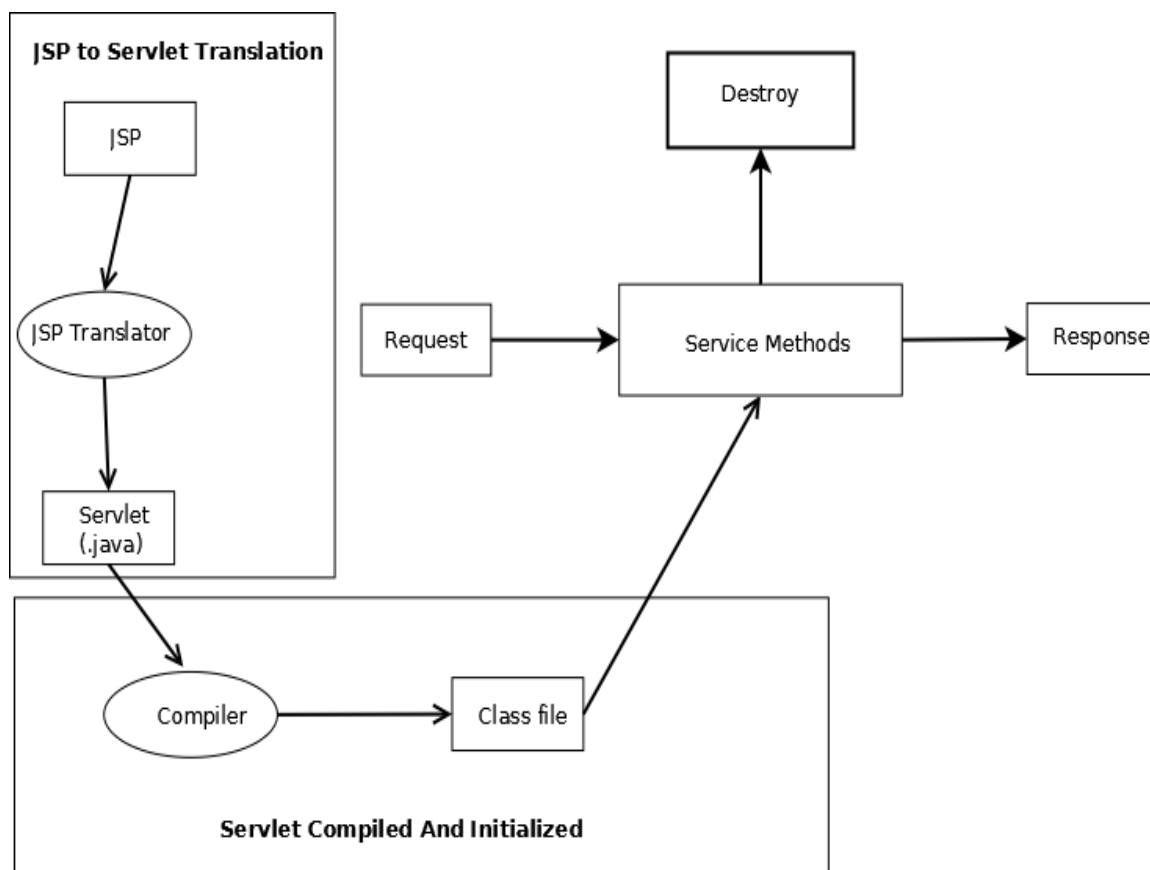 JSP to Servlet Translation
JSP
JSP Translator
Servlet
(.java)
Destroy
Request
Service Methods
Response
Compiler
Class file
Servlet Compiled And Initialized